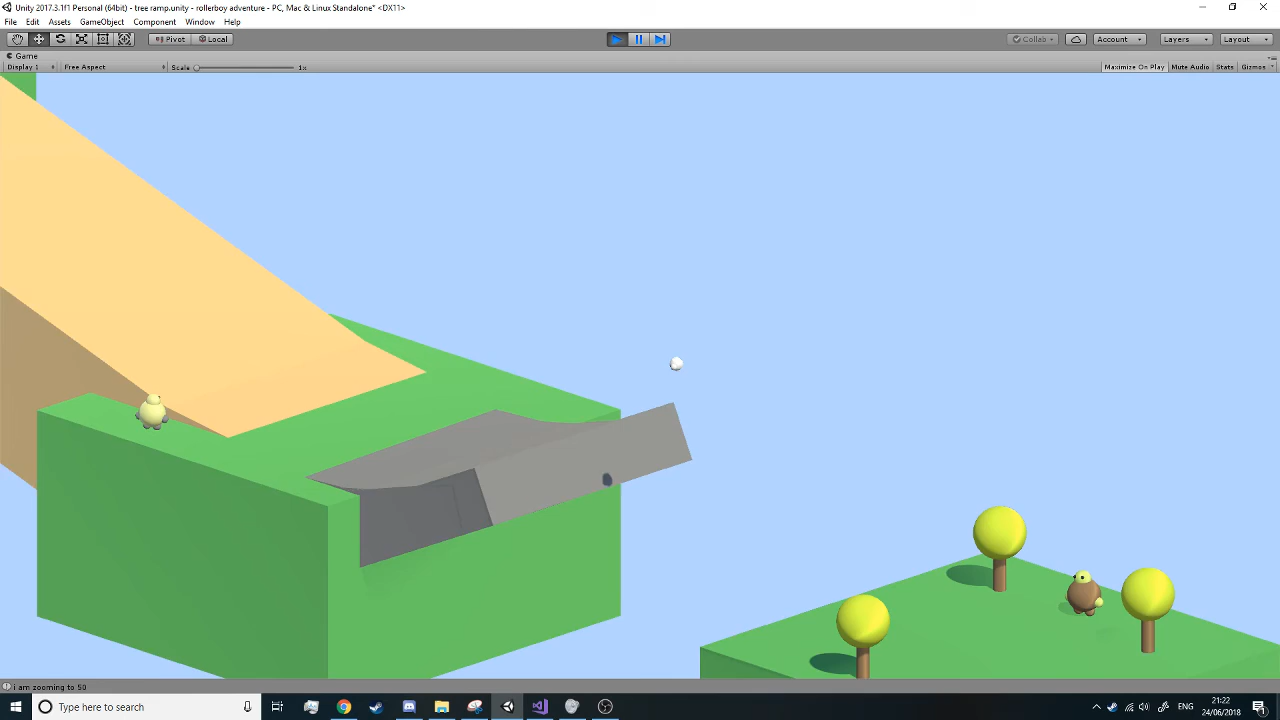 Unity 2017.3.1f1 Personal (64bit) - tree ramp.unity - rollerboy adventure - PC, Mac & Linux Standalone* <DX11>
File Edit Assets GameObject Component Window Help
Pivot Local Collab Account Layers Layout
Game
Display 1 Free Aspect Scale 1x Maximize On Play Mute Audio Stats Gizmos
i am zooming to 50
Type here to search
ENG
21:22
24/06/2018
1